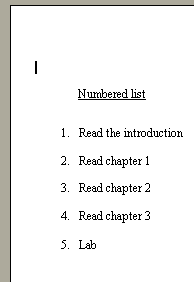 Numbered list
1. Read the introduction
2. Read chapter 1
3. Read chapter 2
4. Read chapter 3
5. Lab